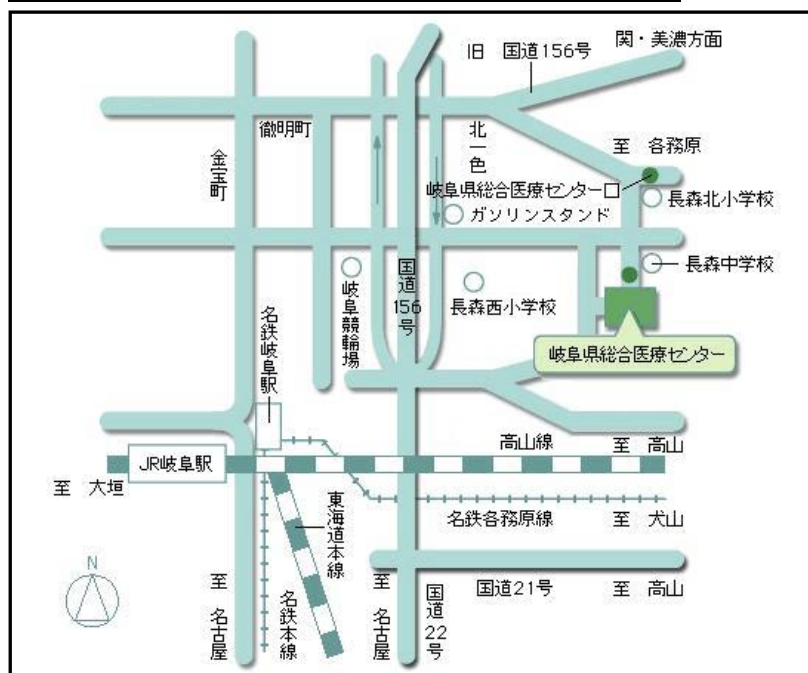 関・美濃方面
旧 国道156号
徹明町
北一色
至 各務原
金宝町
岐阜県総合医療センター口
長森北小学校
ガソリンスタンド
長森中学校
国道156号
岐阜競輪場
長森西小学校
名鉄岐阜駅
岐阜県総合医療センター
高山線
至 高山
JR岐阜駅
至 大垣
東海道本線
名鉄各務原線
至 犬山
N
至 名古屋
名鉄本線
至 名古屋
国道22号
国道21号
至 高山